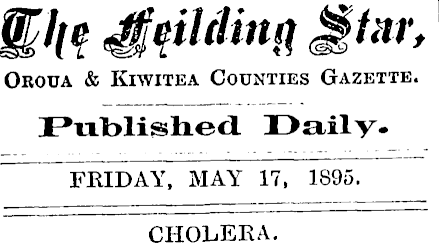 The Feilding Star,
OROUA & KIWITEA COUNTIES GAZETTE.
Published Daily.
FRIDAY, MAY 17, 1895.
CHOLERA.